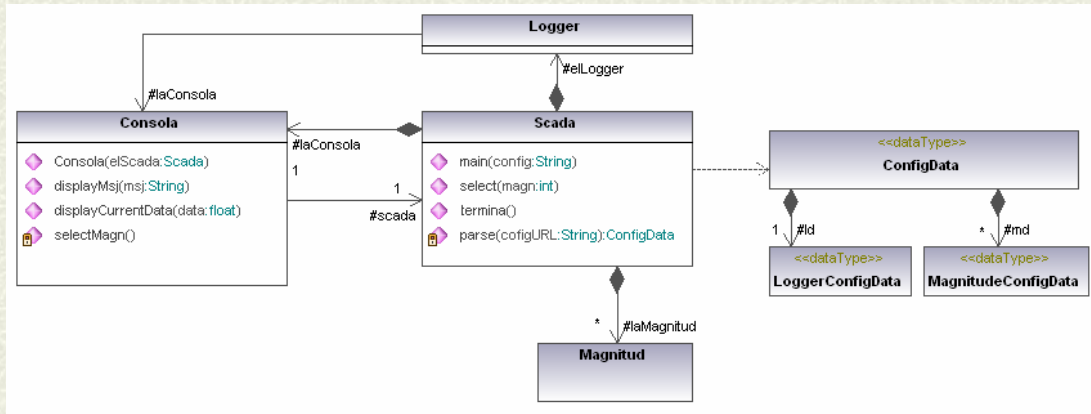 Logger
#elLogger
#laConsola
Consola
Consola(elScada:Scada)
displayMsj(msj:String)
displayCurrentData(data:float)
selectMagn()
#laConsola
1
1
#scada
Scada
main(config:String)
select(magn:int)
termina()
parse(cofigURL:String):ConfigData
<<dataType>>
ConfigData
1
#ld
*
#md
<<dataType>>
LoggerConfigData
<<dataType>>
MagnitudeConfigData
*
#laMagnitud
Magnitud